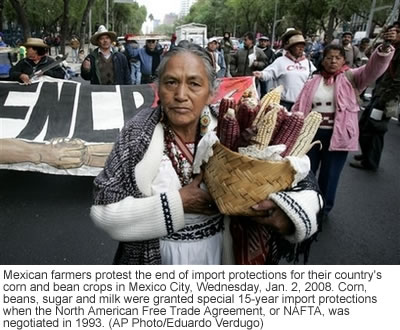 ENER
Mexican farmers protest the end of import protections for their country's
corn and bean crops in Mexico City, Wednesday, Jan. 2, 2008. Corn,
beans, sugar and milk were granted special 15-year import protections
when the North American Free Trade Agreement, or NAFTA, was
negotiated in 1993. (AP Photo/Eduardo Verdugo)